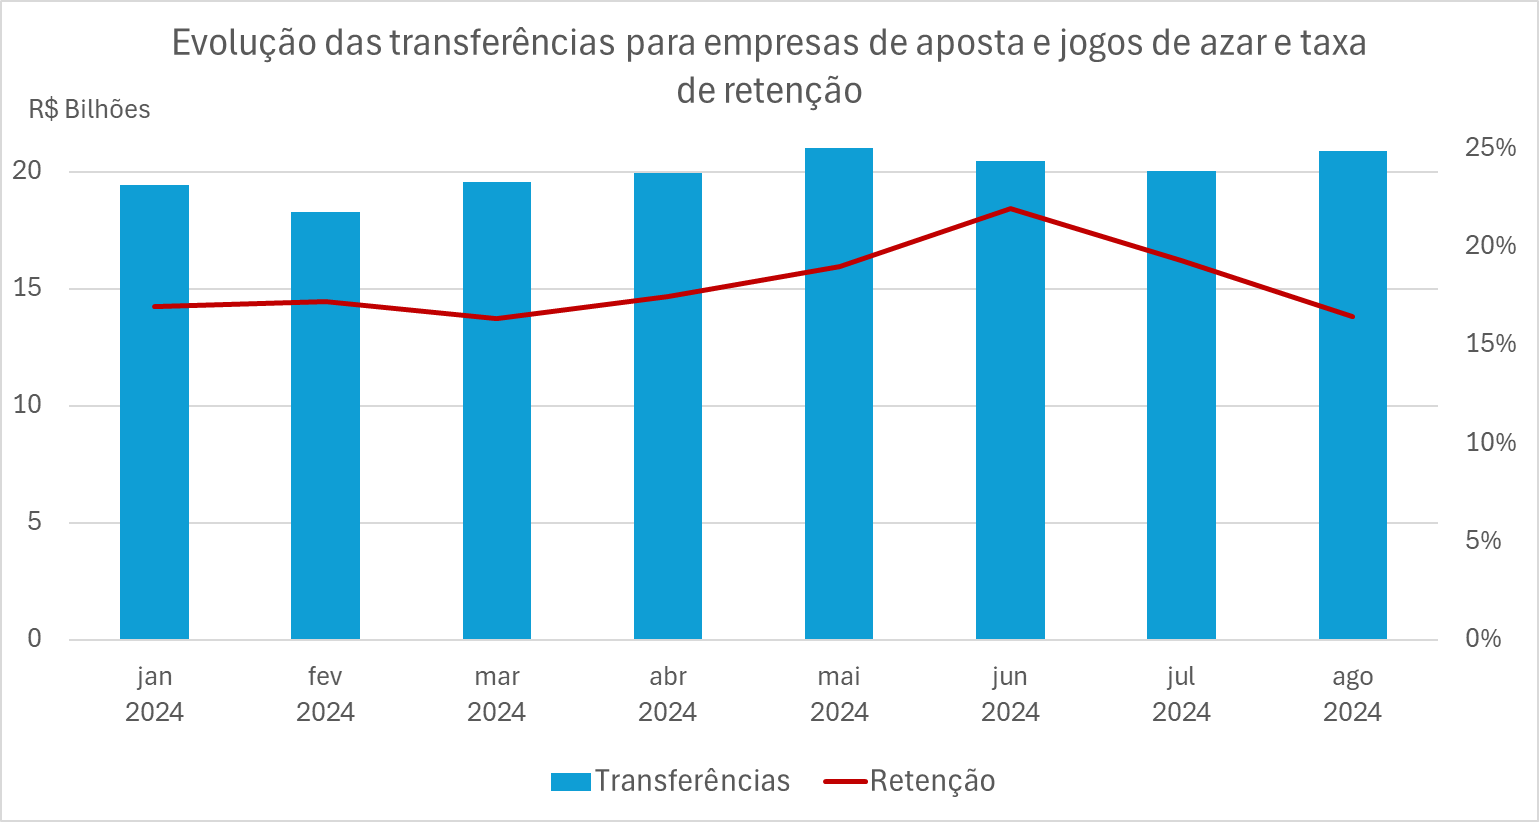 Evolução das transferências para empresas de aposta e jogos de azar e taxa
de retenção
R$ Bilhões
20
15
10
5
0
25%
20%
15%
10%
5%
0%
jan fev mar abr mai jun jul ago
2024 2024 2024 2024 2024 2024 2024 2024
Transferências Retenção